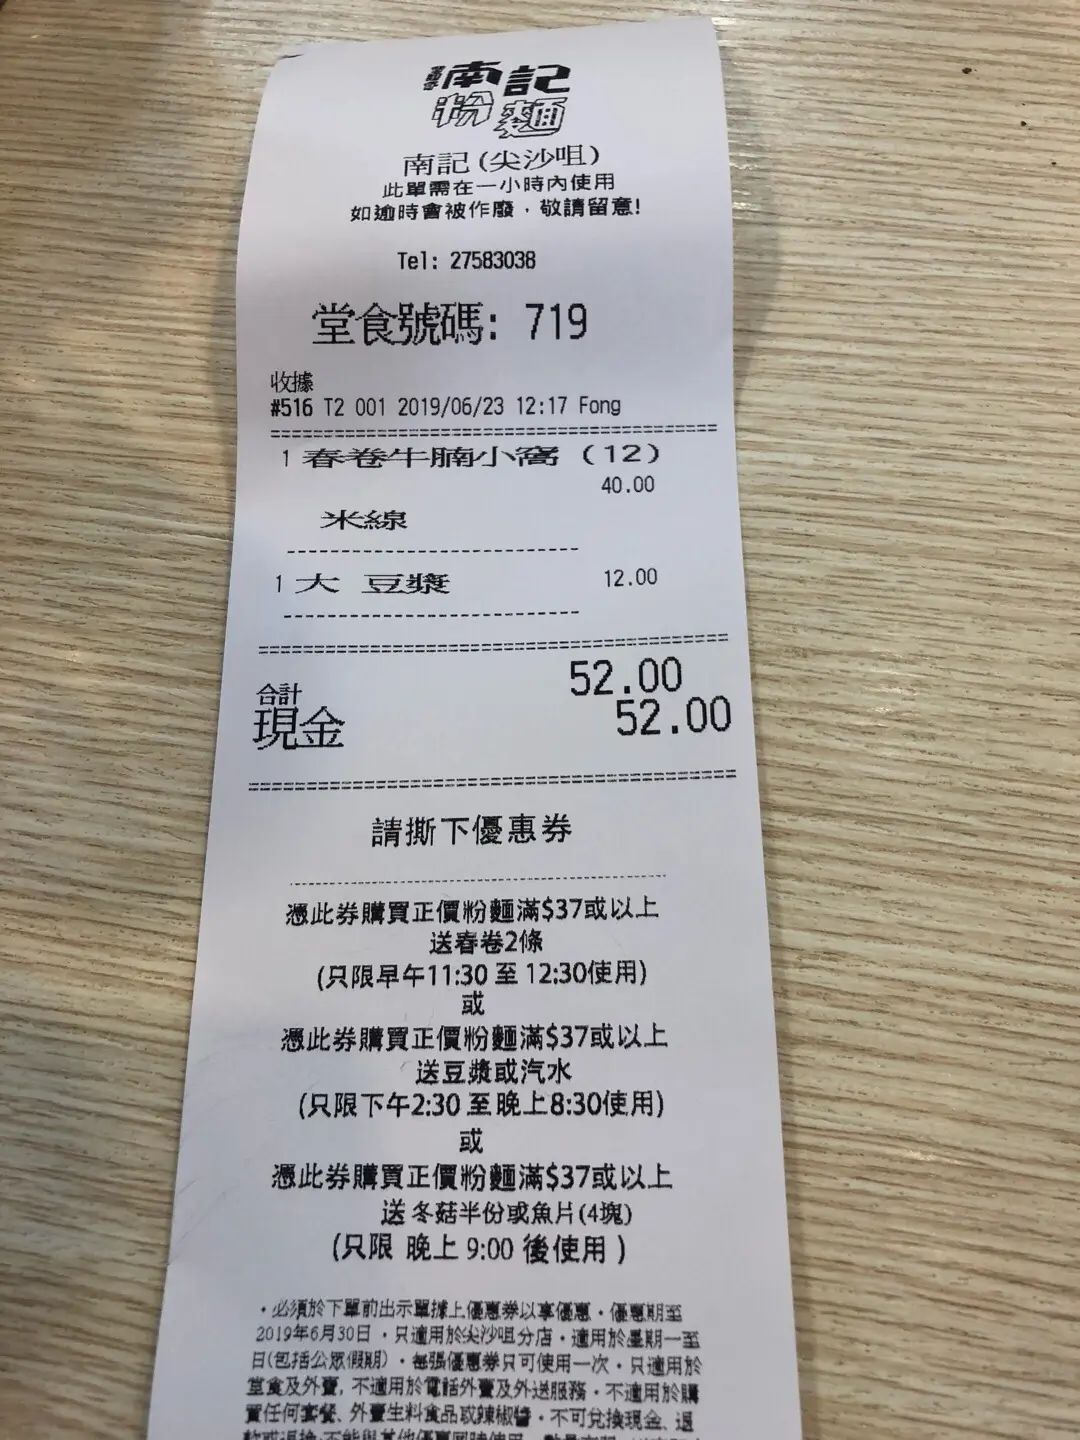 南記
粉麵
南記(尖沙咀)
此單需在一小時內使用
如逾時會被作廢，敬請留意!
Tel: 27583038
堂食號碼: 719
收據
#516 T2 001 2019/06/23 12:17 Fong
1 春卷牛腩小窩 (12)
40.00
米線
1 大 豆漿 12.00
合計 52.00
現金 52.00
請撕下優惠券
憑此券購買正價粉麵滿$37或以上
送春卷2條
(只限早午11:30 至 12:30使用)
或
憑此券購買正價粉麵滿$37或以上
送豆漿或汽水
(只限下午2:30 至晚上8:30使用)
或
憑此券購買正價粉麵滿$37或以上
送 冬菇半份或魚片(4塊)
(只限 晚上 9:00 後使用 )
・必須於下單前出示單據上優惠券以享優惠・優惠期至
2019年6月30日・只適用於尖沙咀分店・適用於星期一至
日(包括公眾假期)・每張優惠券只可使用一次・只適用於
堂食及外賣, 不適用於電話外賣及外送服務・不適用於購
買任何套餐、外賣生料食品或辣椒醬・不可兌換現金、退